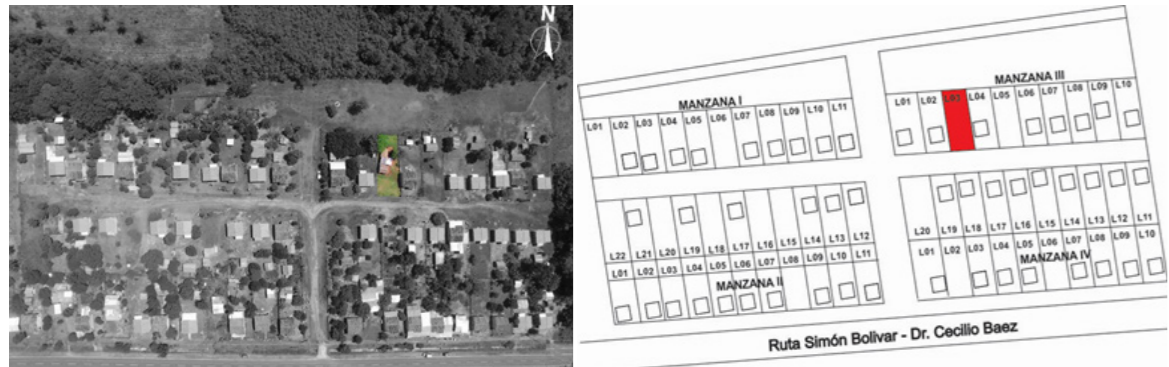 N
MANZANA I
L01 L02 L03 L04 L05 L06 L07 L08 L09 L10 L11
MANZANA III
L01 L02 L03 L04 L05 L06 L07 L08 L09 L10
L22 L21 L20 L19 L18 L17 L16 L15 L14 L13 L12
L01 L02 L03 L04 L05 L06 L07 L08 L09 L10 L11
MANZANA II
L20 L19 L18 L17 L16 L15 L14 L13 L12 L11
L01 L02 L03 L04 L05 L06 L07 L08 L09 L10
MANZANA IV
Ruta Simón Bolivar - Dr. Cecilio Baez